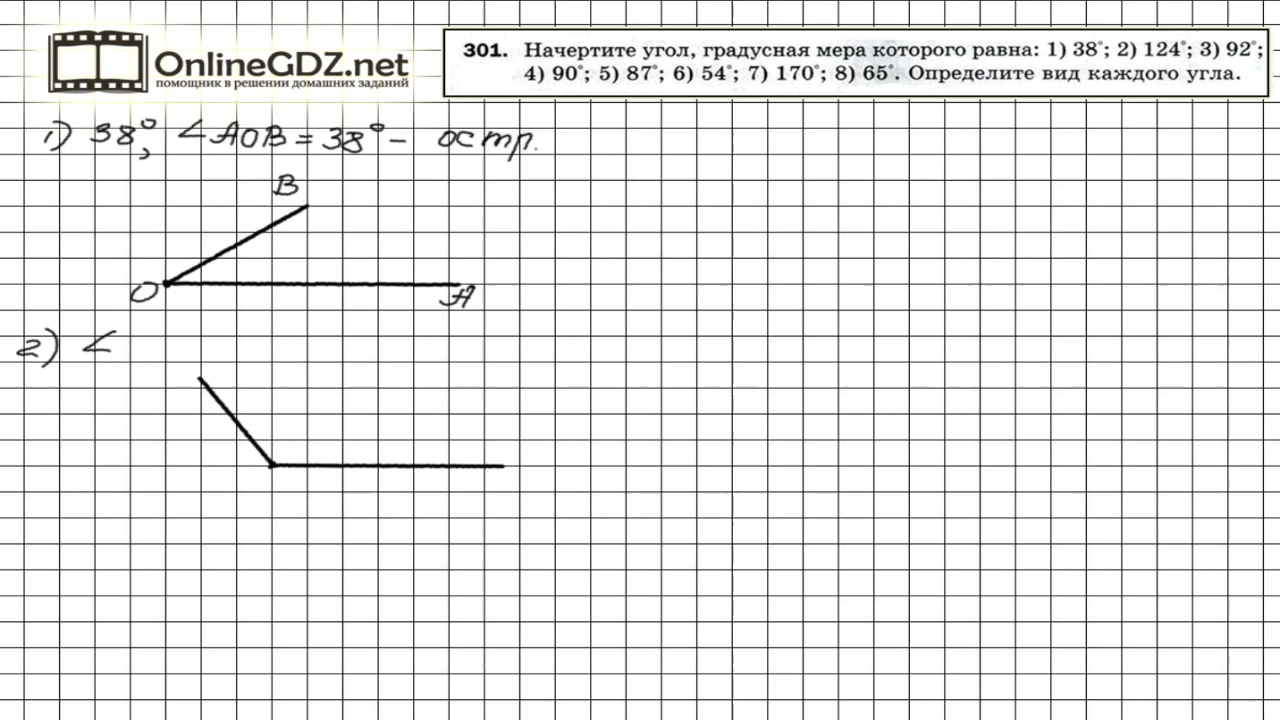 OnlineGDZ.net
помощник в решении домашних заданий
301. Начертите угол, градусная мера которого равна: 1) 38°; 2) 124°; 3) 92°;
4) 90°; 5) 87°; 6) 54°; 7) 170°; 8) 65°. Определите вид каждого угла.
1) 38°, ∠AOB = 38° – остр.
B
O
A
2) ∠